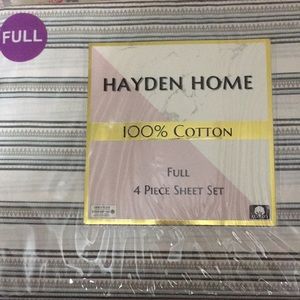 FULL
HAYDEN HOME
100% COTTON
FULL
4 PIECE SHEET SET